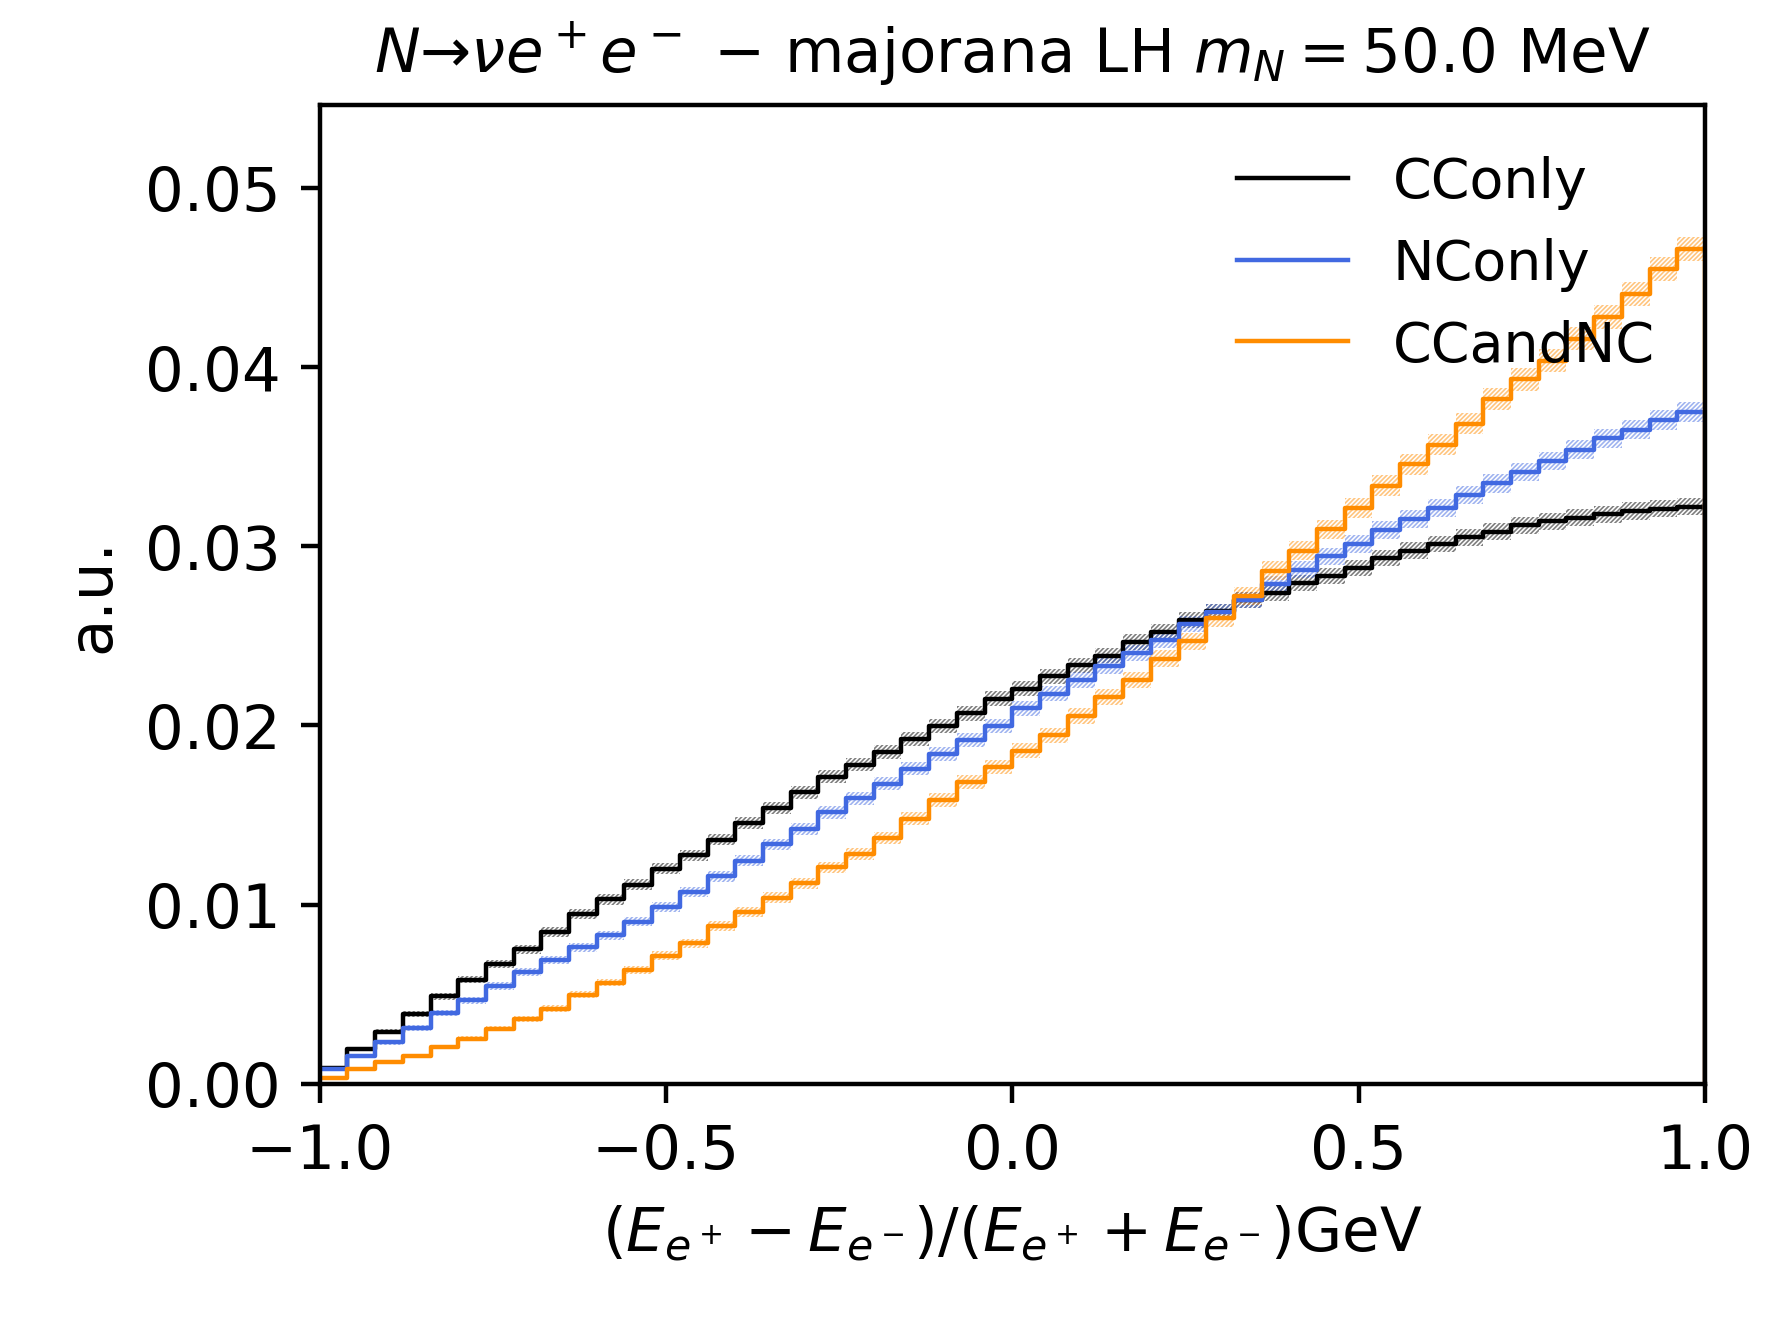 N→νe⁺e⁻ − majorana LH m_N = 50.0 MeV
CConly
NConly
CCandNC
0.05
0.04
0.03
0.02
0.01
0.00
a.u.
−1.0 −0.5 0.0 0.5 1.0
(E_e⁺ − E_e⁻)/(E_e⁺ + E_e⁻)GeV